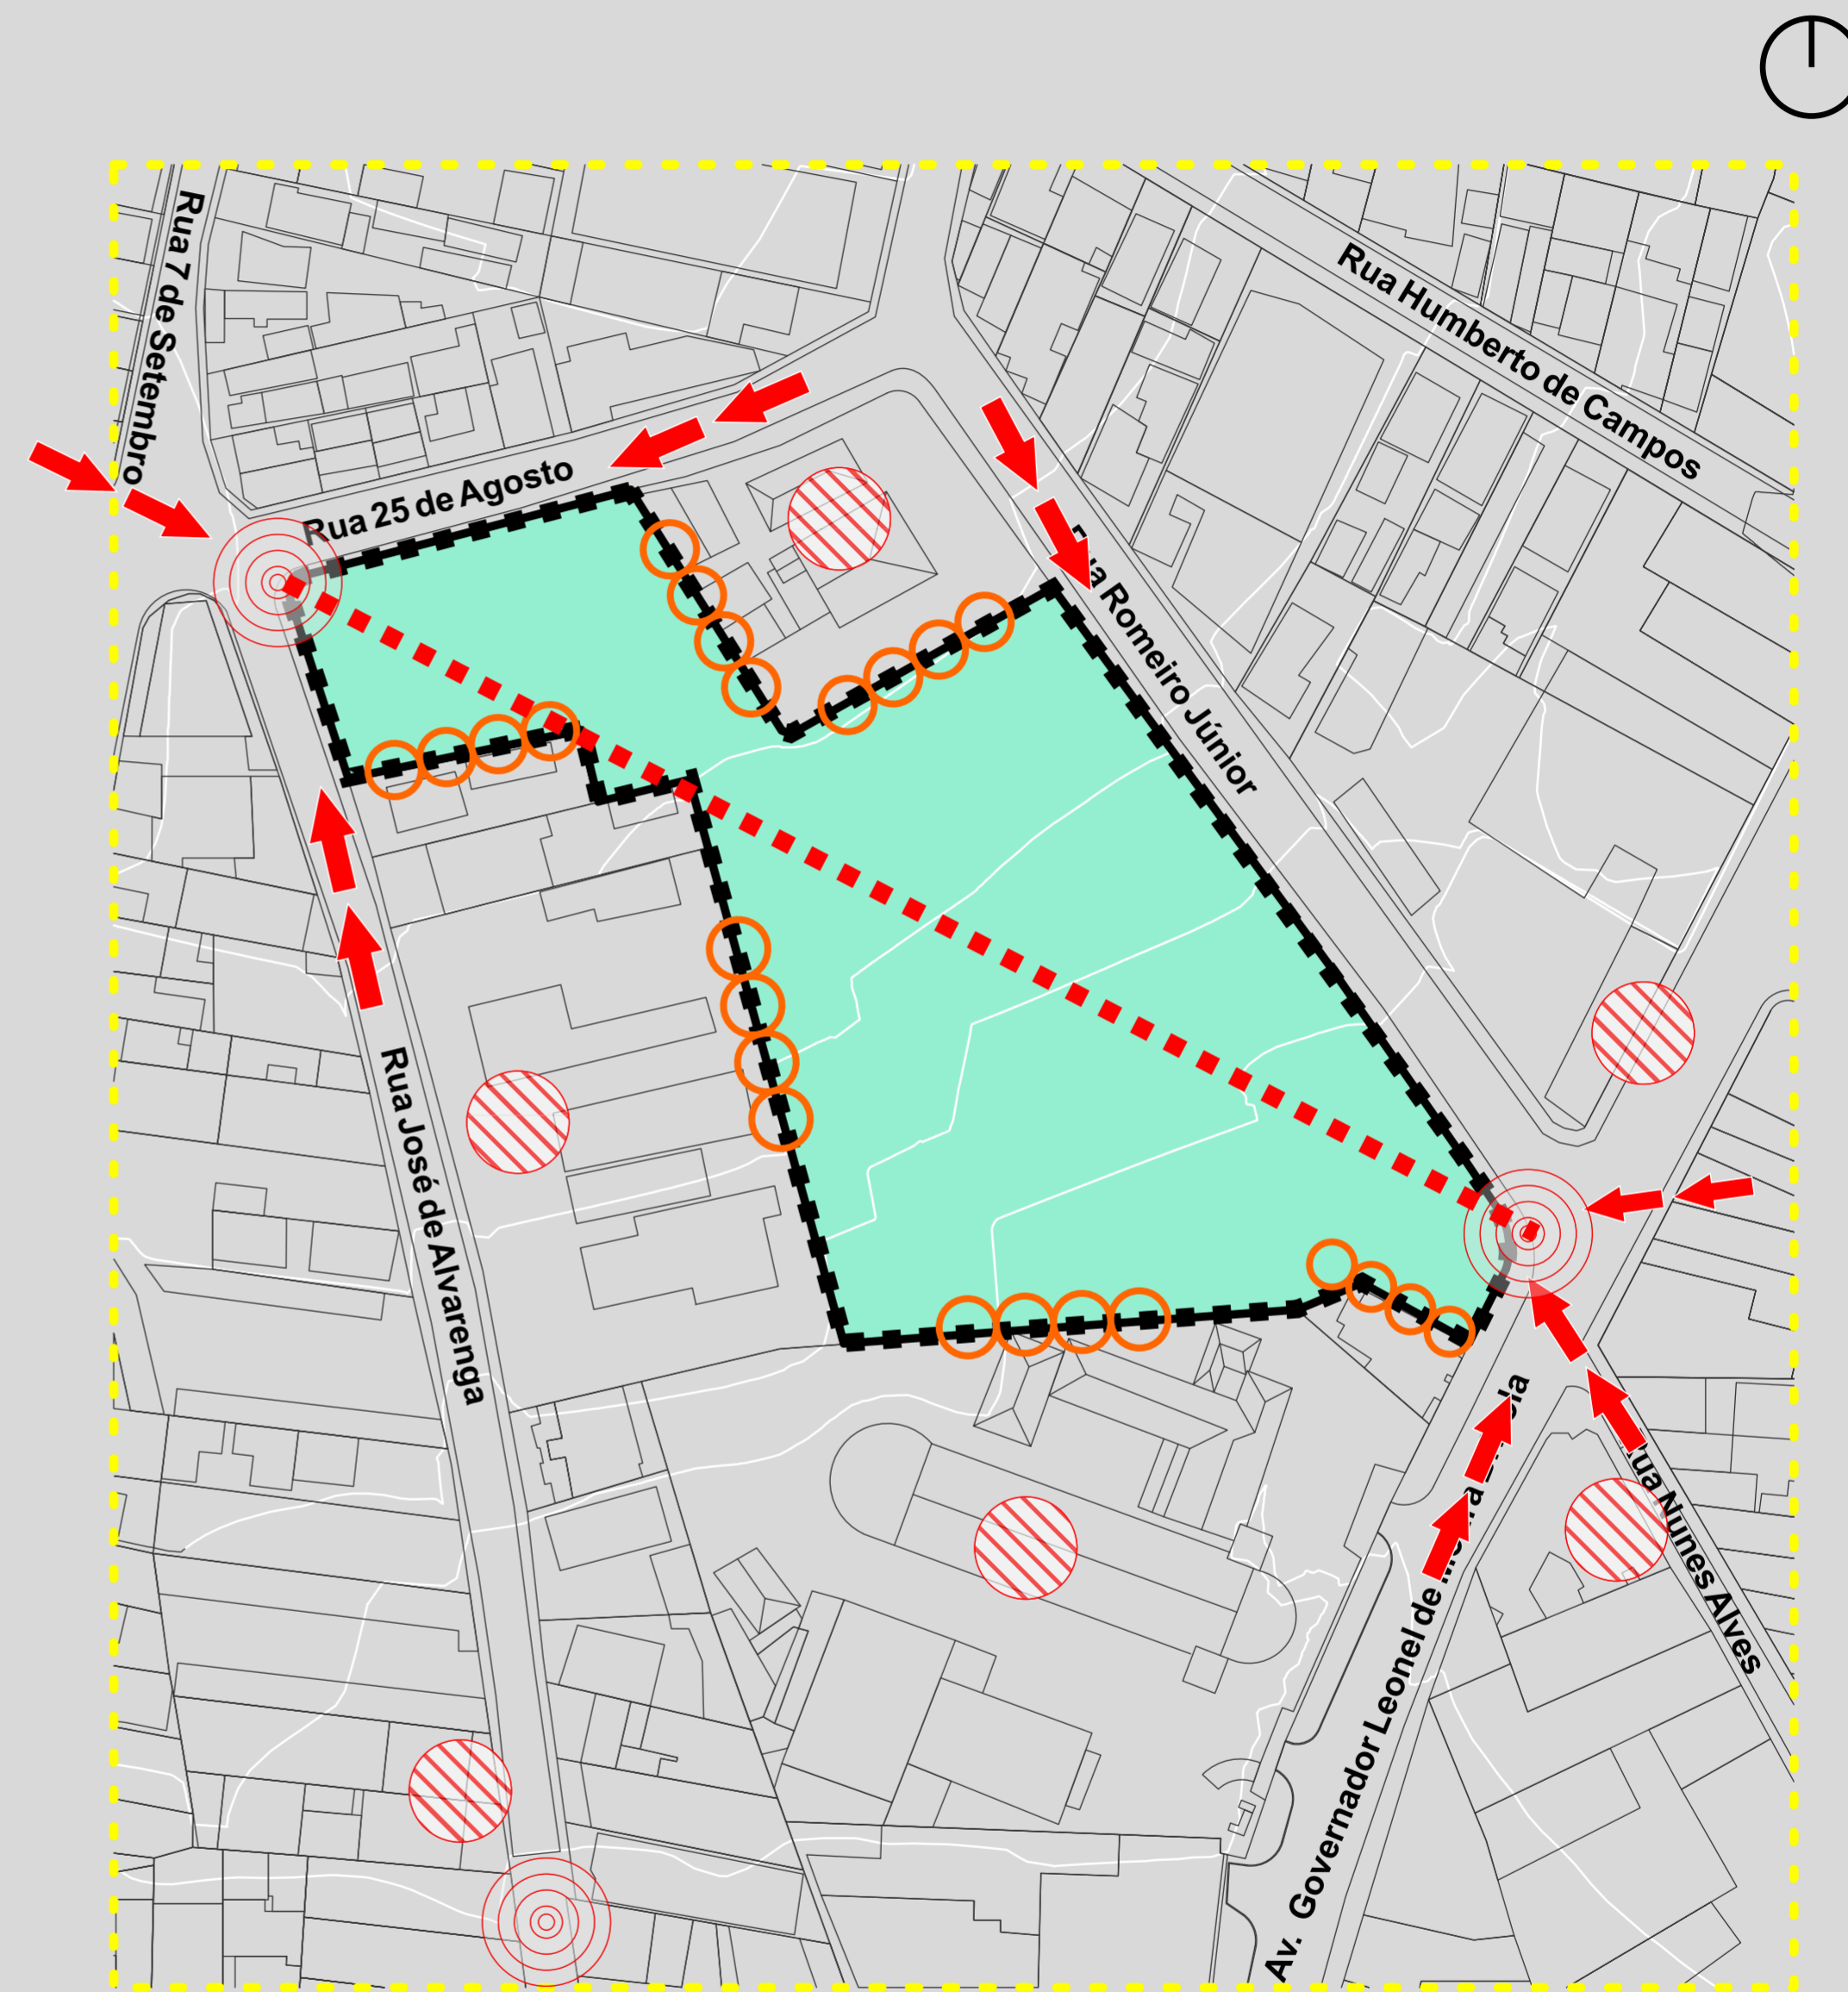 Rua 7 de Setembro
Rua Humberto de Campos
Rua 25 de Agosto
Romeiro Júnior
Rua José de Alvarenga
Av. Governador Leonel de
Nunes Alves